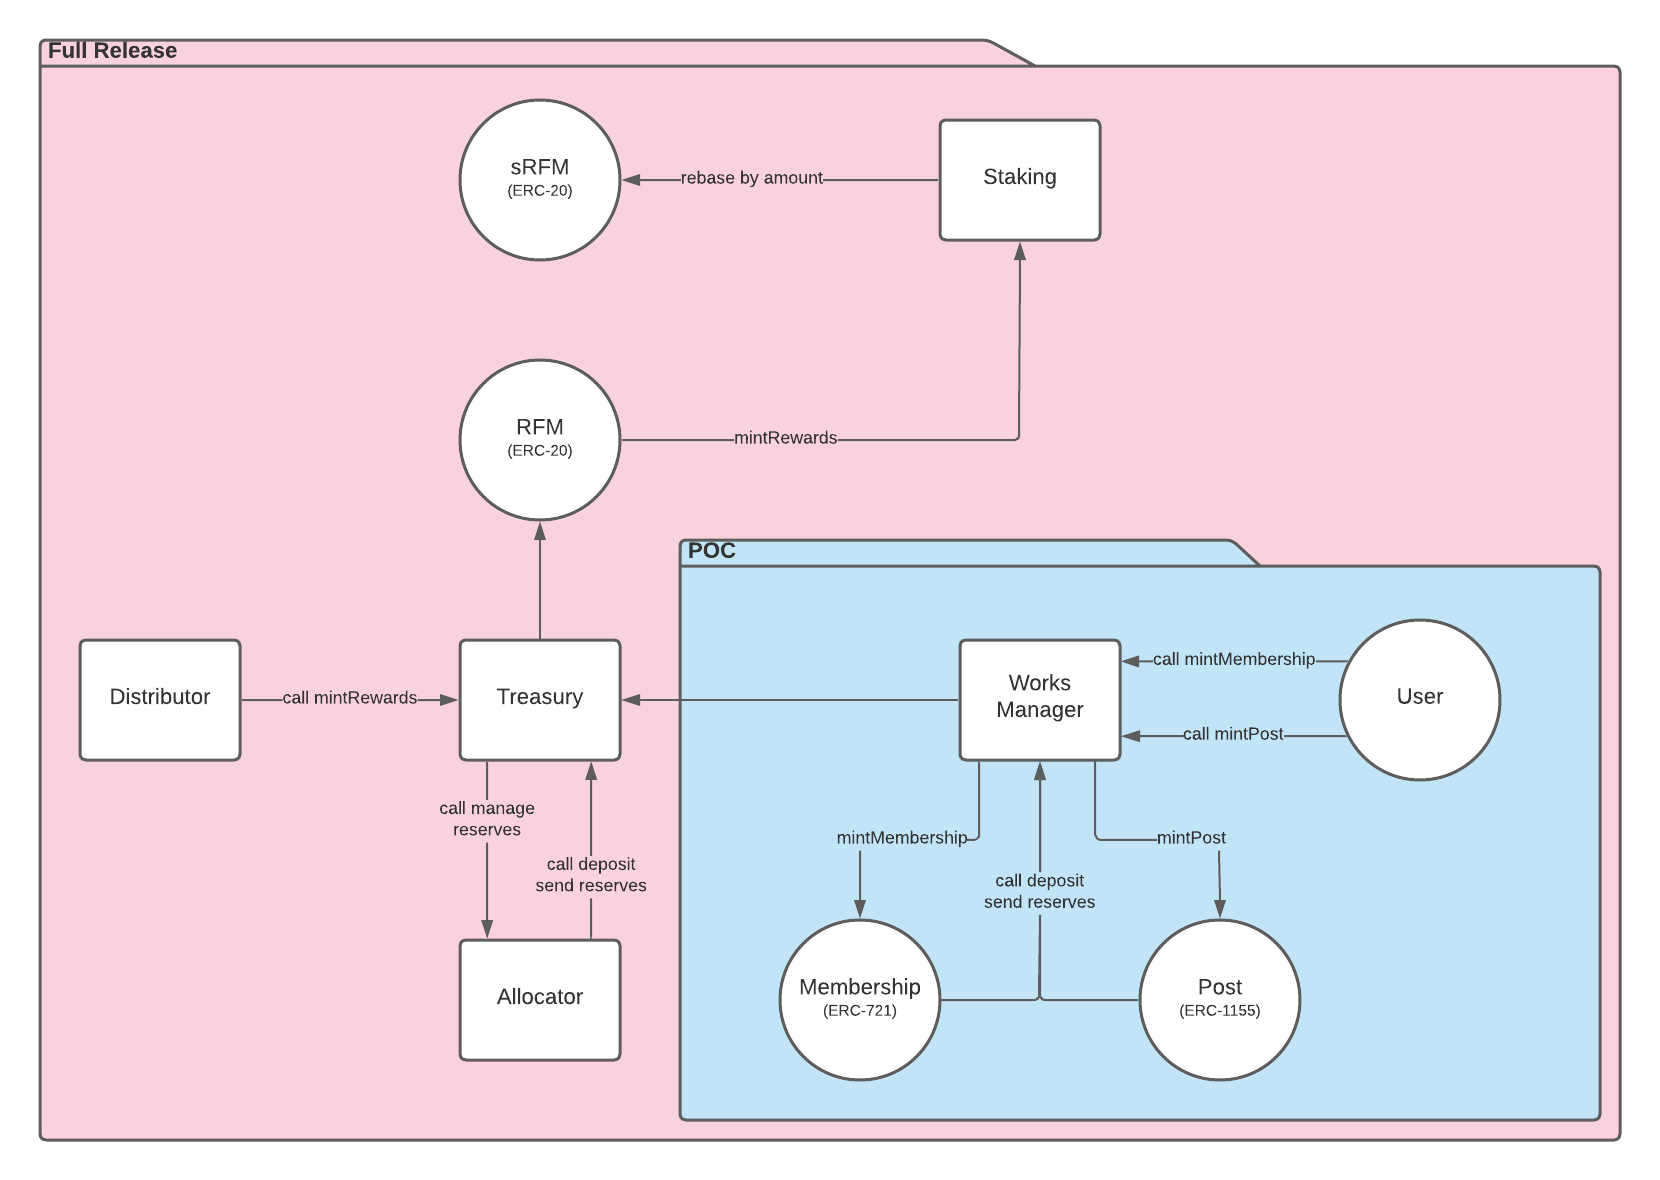 Full Release
sRFM
(ERC-20)
rebase by amount
Staking
RFM
(ERC-20)
mintRewards
POC
Distributor
call mintRewards
Treasury
Works
Manager
call mintMembership
call mintPost
User
call manage
reserves
call deposit
send reserves
mintMembership
mintPost
call deposit
send reserves
Allocator
Membership
(ERC-721)
Post
(ERC-1155)